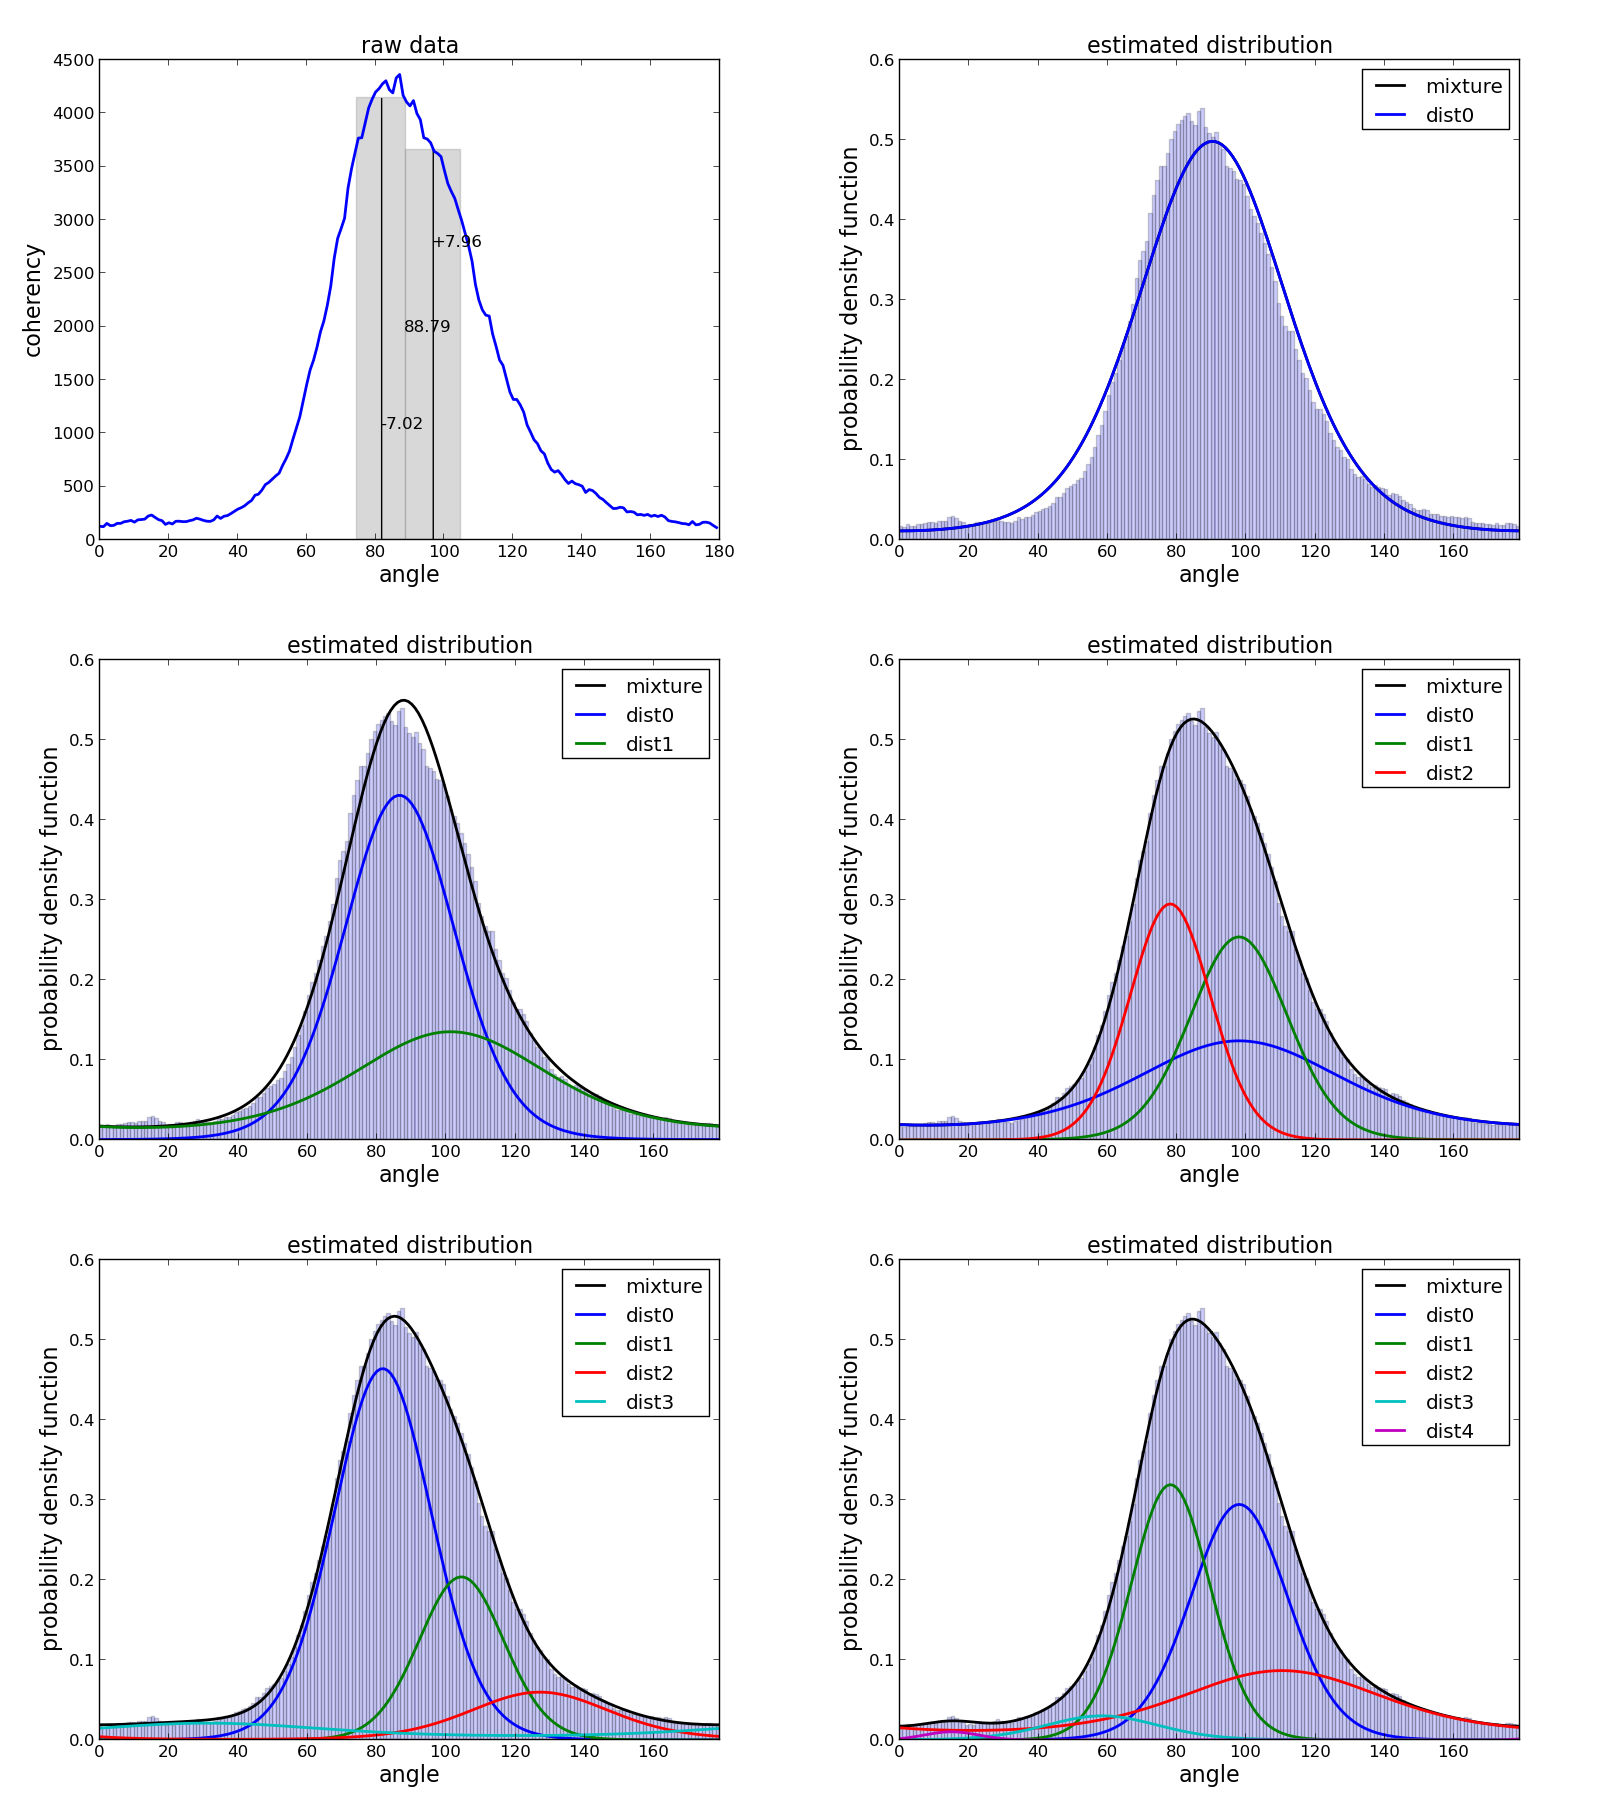 raw data
4500
4000
3500
3000
2500
2000
1500
1000
500
0
coherency
+7.96
88.79
-7.02
0 20 40 60 80 100 120 140 160 180
angle
estimated distribution
0.6
0.5
0.4
0.3
0.2
0.1
0.0
probability density function
mixture
dist0
0 20 40 60 80 100 120 140 160
angle
estimated distribution
0.6
0.5
0.4
0.3
0.2
0.1
0.0
probability density function
mixture
dist0
dist1
0 20 40 60 80 100 120 140 160
angle
estimated distribution
0.6
0.5
0.4
0.3
0.2
0.1
0.0
probability density function
mixture
dist0
dist1
dist2
0 20 40 60 80 100 120 140 160
angle
estimated distribution
0.6
0.5
0.4
0.3
0.2
0.1
0.0
probability density function
mixture
dist0
dist1
dist2
dist3
0 20 40 60 80 100 120 140 160
angle
estimated distribution
0.6
0.5
0.4
0.3
0.2
0.1
0.0
probability density function
mixture
dist0
dist1
dist2
dist3
dist4
0 20 40 60 80 100 120 140 160
angle